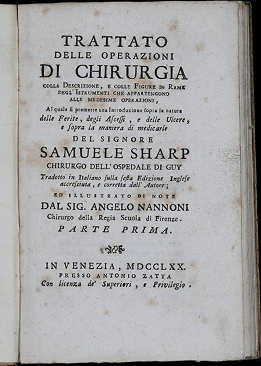 TRATTATO
DELLE OPERAZIONI
DI CHIRURGIA
COLLA DESCRIZIONE, E COLLE FIGURE IN RAME
DEGL' ISTRUMENTI CHE APPARTENGONO
ALLE MEDESIME OPERAZIONI,
Al quale si premette una Introduzione sopra la natura
delle Ferite, degli Ascessi, e delle Ulcere,
e sopra la maniera di medicarle
DEL SIGNORE
SAMUELE SHARP
CHIRURGO DELL' OSPEDALE DI GUY
Tradotto in Italiano sulla sesta Edizione Inglese
accresciuta, e corretta dall' Autore;
ED ILLUSTRATO DI NOTE
DAL SIG. ANGELO NANNONI
Chirurgo della Regia Scuola di Firenze.
PARTE PRIMA.
IN VENEZIA, MDCCLXX.
PRESSO ANTONIO ZATTA
Con licenza de' Superiori, e Privilegio.